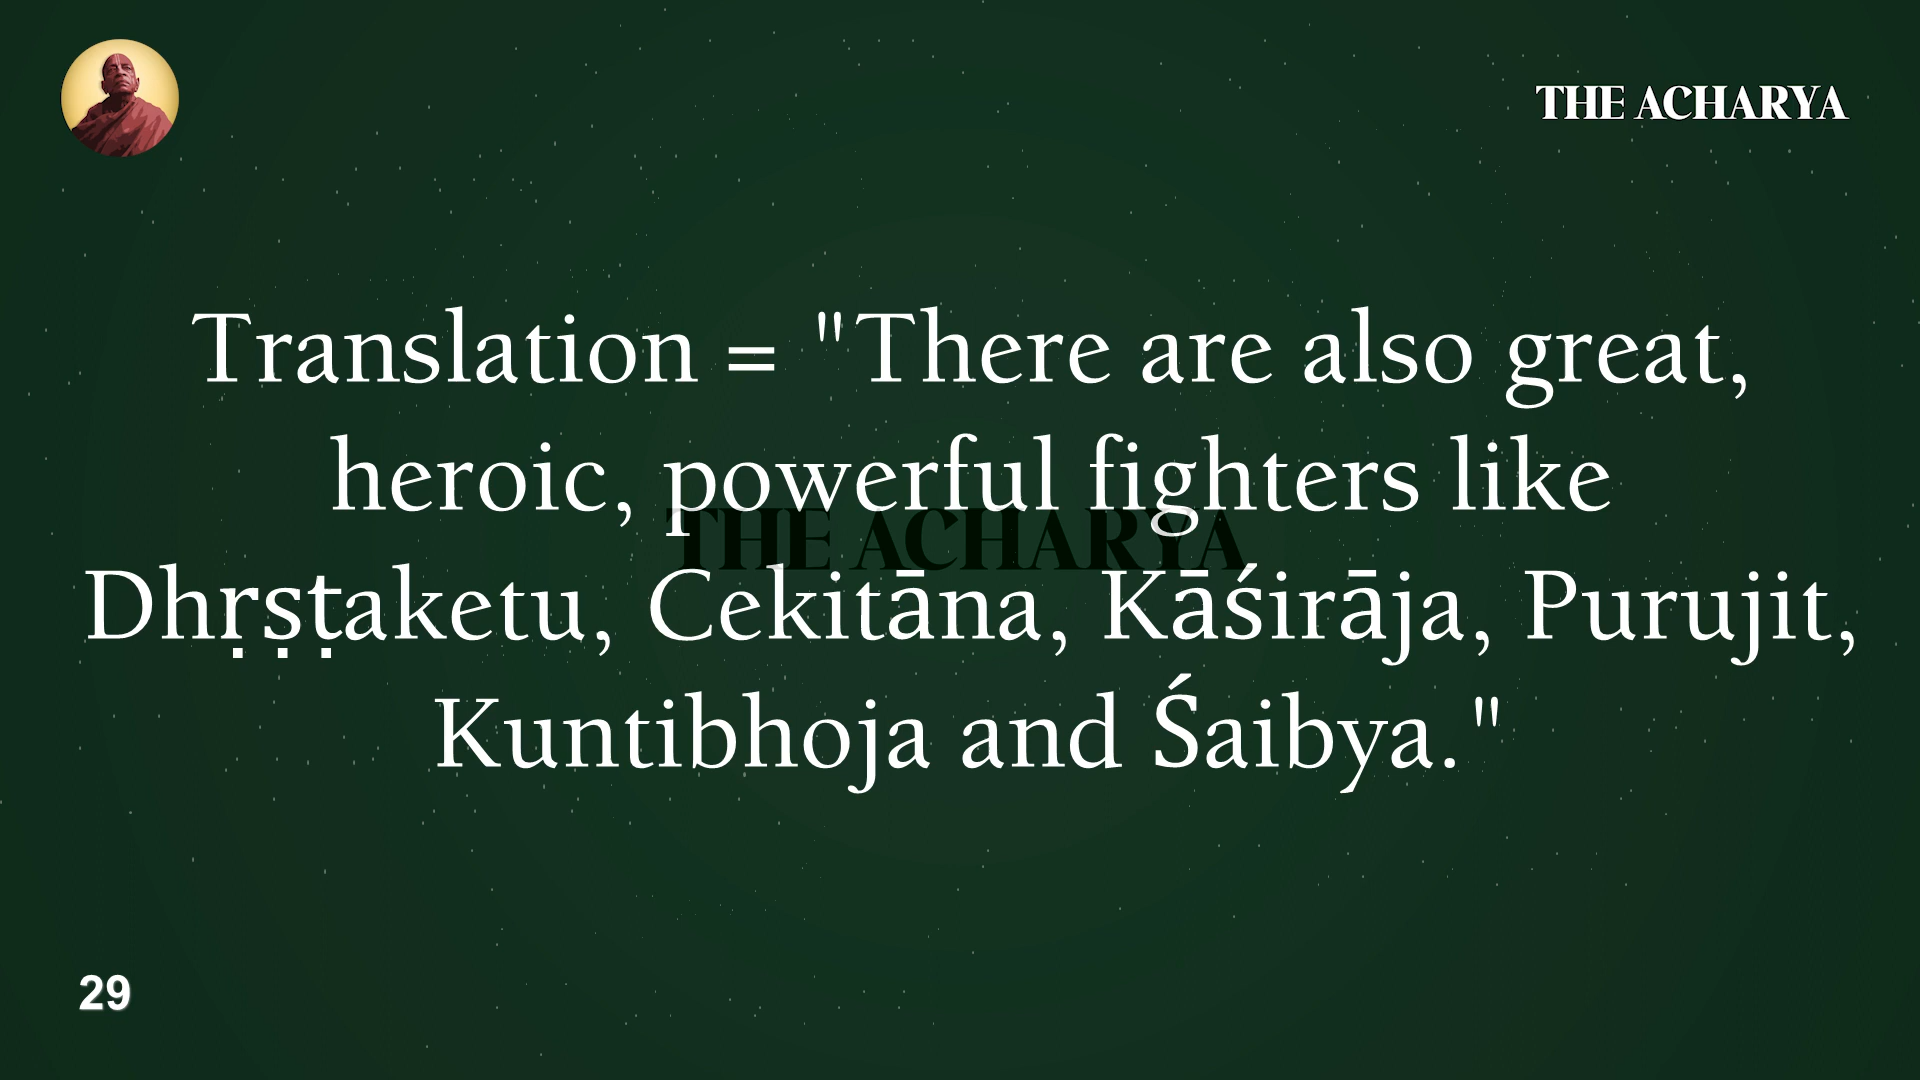 THE ACHARYA
Translation = "There are also great,
heroic, powerful fighters like
THE ACHARYA
Dhṛṣṭaketu, Cekitāna, Kāśirāja, Purujit,
Kuntibhoja and Śaibya."
29